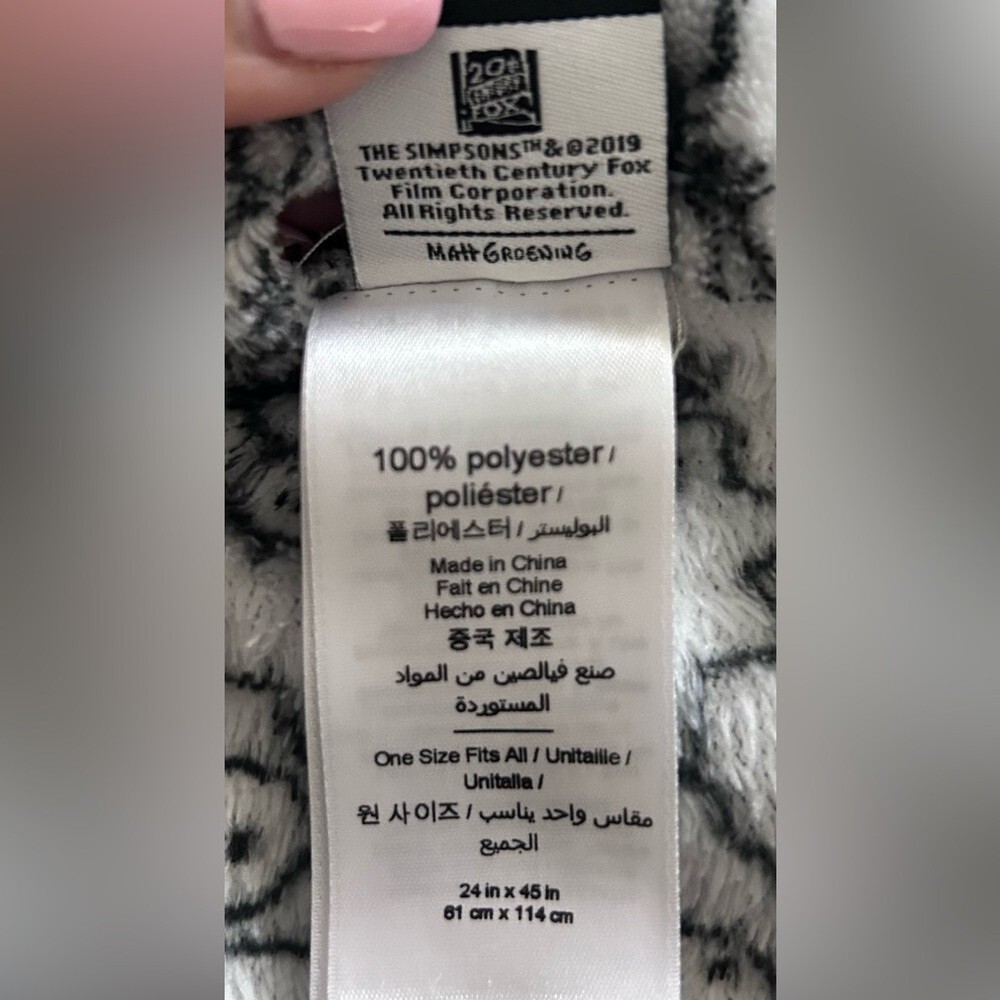 20th
CENTURY
FOX
THE SIMPSONS™&©2019
Twentieth Century Fox
Film Corporation.
All Rights Reserved.
MATT GROENING
100% polyester/
poliéster/
폴리에스터 / البوليستر
Made in China
Fait en Chine
Hecho en China
중국 제조
صنع فيالصين من المواد
المستوردة
One Size Fits All / Unitaille /
Unitalla /
원 사이즈 / مقاس واحد يناسب
الجميع
24 in x 45 in
61 cm x 114 cm